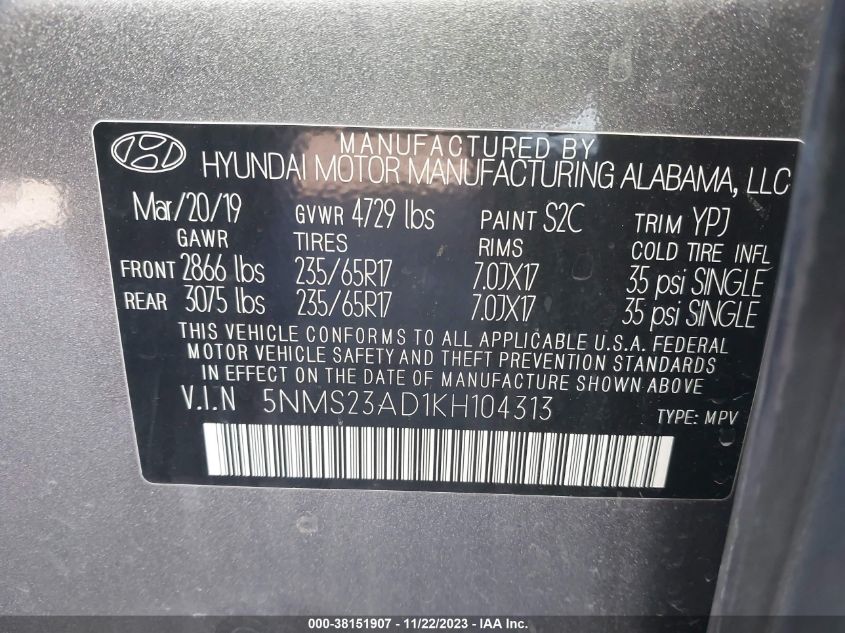 MANUFACTURED BY
HYUNDAI MOTOR MANUFACTURING ALABAMA, LLC
Mar/20/19 GVWR 4729 lbs PAINT S2C TRIM YPJ
GAWR TIRES RIMS COLD TIRE INFL
FRONT 2866 lbs 235/65R17 7.0JX17 35 psi SINGLE
REAR 3075 lbs 235/65R17 7.0JX17 35 psi SINGLE
THIS VEHICLE CONFORMS TO ALL APPLICABLE U.S.A. FEDERAL
MOTOR VEHICLE SAFETY AND THEFT PREVENTION STANDARDS
IN EFFECT ON THE DATE OF MANUFACTURE SHOWN ABOVE
V.I.N 5NMS23AD1KH104313 TYPE: MPV
000-38151907 - 11/22/2023 - IAA Inc.